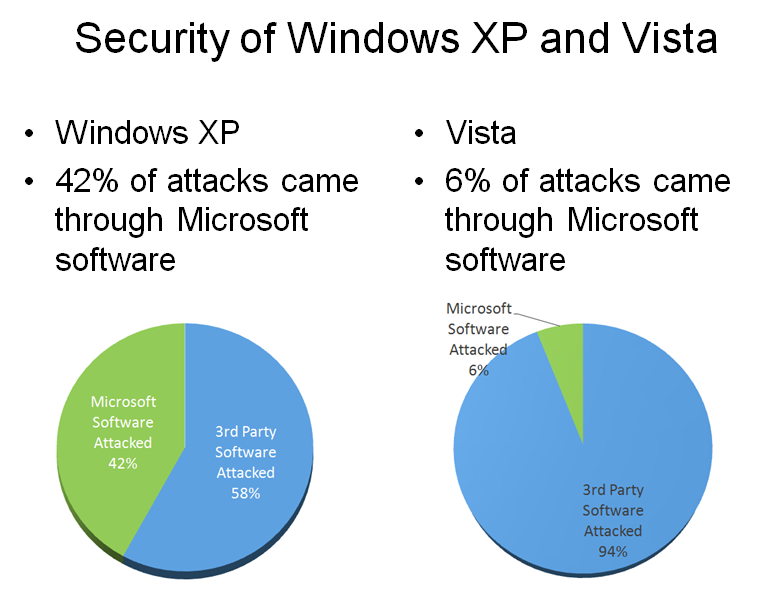 Security of Windows XP and Vista
• Windows XP
• 42% of attacks came
through Microsoft
software
• Vista
• 6% of attacks came
through Microsoft
software
Microsoft
Software
Attacked
42%
3rd Party
Software
Attacked
58%
Microsoft
Software
Attacked
6%
3rd Party
Software
Attacked
94%